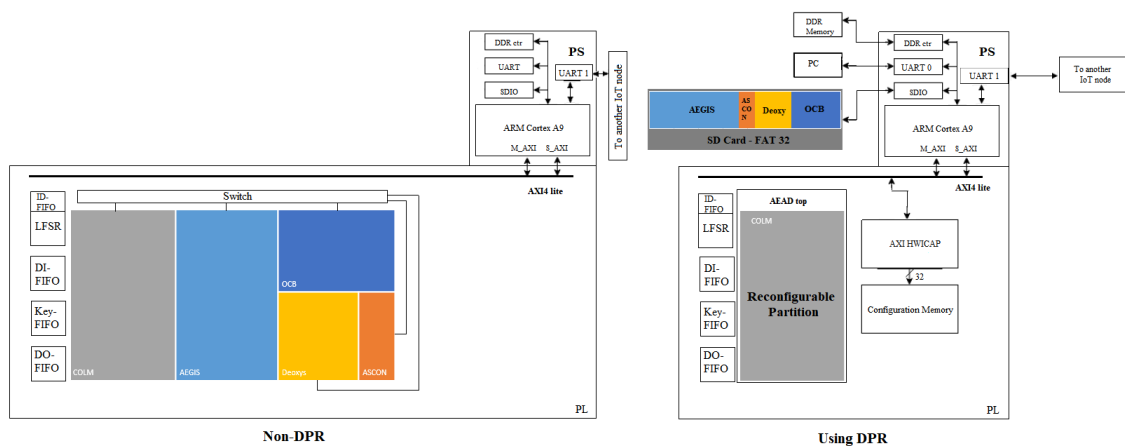 DDR ctr
PS
UART
UART 1
SDIO
ARM Cortex A9
M_AXI S_AXI
To another IoT node
AXI4 lite
Switch
ID-
FIFO
LFSR
DI-
FIFO
Key-
FIFO
DO-
FIFO
OCB
COLM
AEGIS
Deoxys
ASCON
PL
Non-DPR
DDR
Memory
PC
DDR ctr
PS
UART 0
UART 1
SDIO
To another
IoT node
AEGIS
AS
CO
N
Deoxy
OCB
SD Card - FAT 32
ARM Cortex A9
M_AXI S_AXI
AXI4 lite
ID-
FIFO
LFSR
DI-
FIFO
Key-
FIFO
DO-
FIFO
AEAD top
COLM
Reconfigurable
Partition
AXI HWICAP
32
Configuration Memory
PL
Using DPR